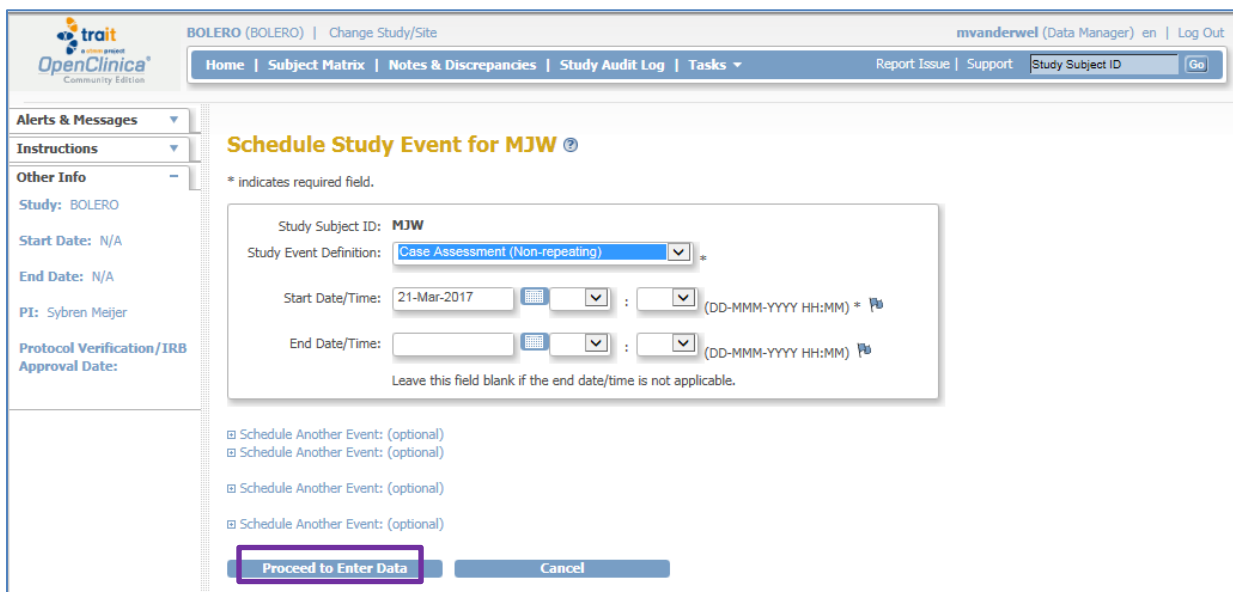 trait
a ctmm project
OpenClinica
Community Edition
BOLERO (BOLERO) | Change Study/Site
mvanderwel (Data Manager) en | Log Out
Home | Subject Matrix | Notes & Discrepancies | Study Audit Log | Tasks
Report Issue | Support Study Subject ID Go
Alerts & Messages
Instructions
Other Info
Study: BOLERO
Start Date: N/A
End Date: N/A
PI: Sybren Meijer
Protocol Verification/IRB
Approval Date:
Schedule Study Event for MJW ?
* indicates required field.
Study Subject ID: MJW
Study Event Definition: Case Assessment (Non-repeating) *
Start Date/Time: 21-Mar-2017 : (DD-MMM-YYYY HH:MM) *
End Date/Time: : (DD-MMM-YYYY HH:MM)
Leave this field blank if the end date/time is not applicable.
Schedule Another Event: (optional)
Schedule Another Event: (optional)
Schedule Another Event: (optional)
Schedule Another Event: (optional)
Proceed to Enter Data Cancel